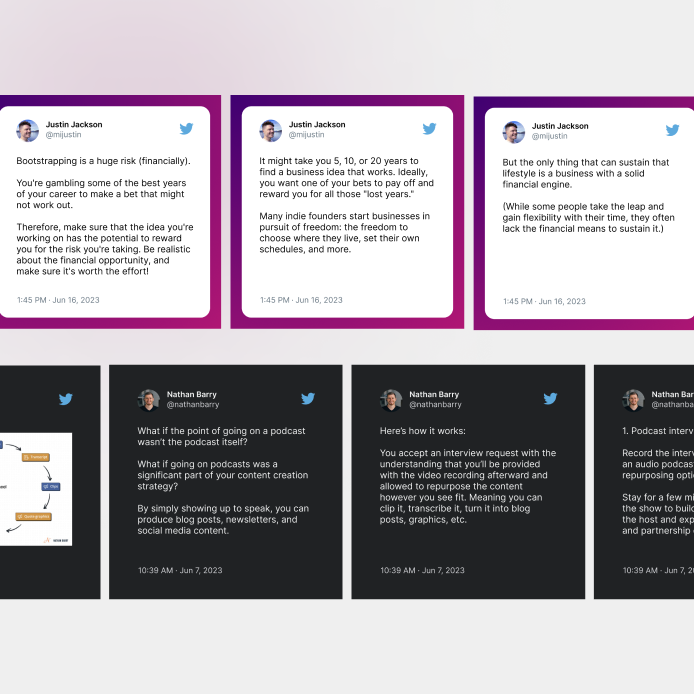 Justin Jackson
@mijustin
Bootstrapping is a huge risk (financially).
You're gambling some of the best years
of your career to make a bet that might
not work out.
Therefore, make sure that the idea you're
working on has the potential to reward
you for the risk you're taking. Be realistic
about the financial opportunity, and
make sure it's worth the effort!
1:45 PM · Jun 16, 2023
Justin Jackson
@mijustin
It might take you 5, 10, or 20 years to
find a business idea that works. Ideally,
you want one of your bets to pay off and
reward you for all those "lost years."
Many indie founders start businesses in
pursuit of freedom: the freedom to
choose where they live, set their own
schedules, and more.
1:45 PM · Jun 16, 2023
Justin Jackson
@mijustin
But the only thing that can sustain that
lifestyle is a business with a solid
financial engine.
(While some people take the leap and
gain flexibility with their time, they often
lack the financial means to sustain it.)
1:45 PM · Jun 16, 2023
Nathan Barry
@nathanbarry
What if the point of going on a podcast
wasn’t the podcast itself?
What if going on podcasts was a
significant part of your content creation
strategy?
By simply showing up to speak, you can
produce blog posts, newsletters, and
social media content.
10:39 AM · Jun 7, 2023
Nathan Barry
@nathanbarry
Here’s how it works:
You accept an interview request with the
understanding that you’ll be provided
with the video recording afterward and
allowed to repurpose the content
however you see fit. Meaning you can
clip it, transcribe it, turn it into blog
posts, graphics, etc.
10:39 AM · Jun 7, 2023
Nathan Bar
@nathanba
1. Podcast interv
Record the interv
an audio podcas
repurposing opti
Stay for a few mi
the show to build
the host and exp
and partnership
10:39 AM · Jun 7, 2